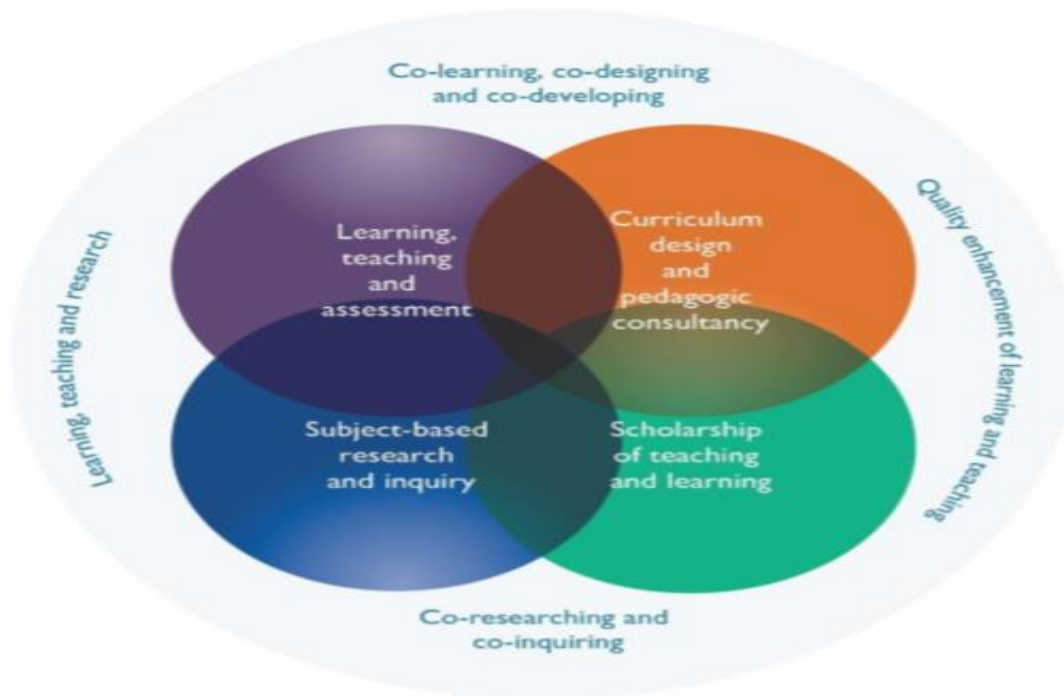 Co-learning, co-designing
and co-developing
Learning, teaching and research
Learning,
teaching
and
assessment
Curriculum
design
and
pedagogic
consultancy
Quality enhancement of learning and teaching
Subject-based
research
and inquiry
Scholarship
of teaching
and learning
Co-researching and
co-inquiring